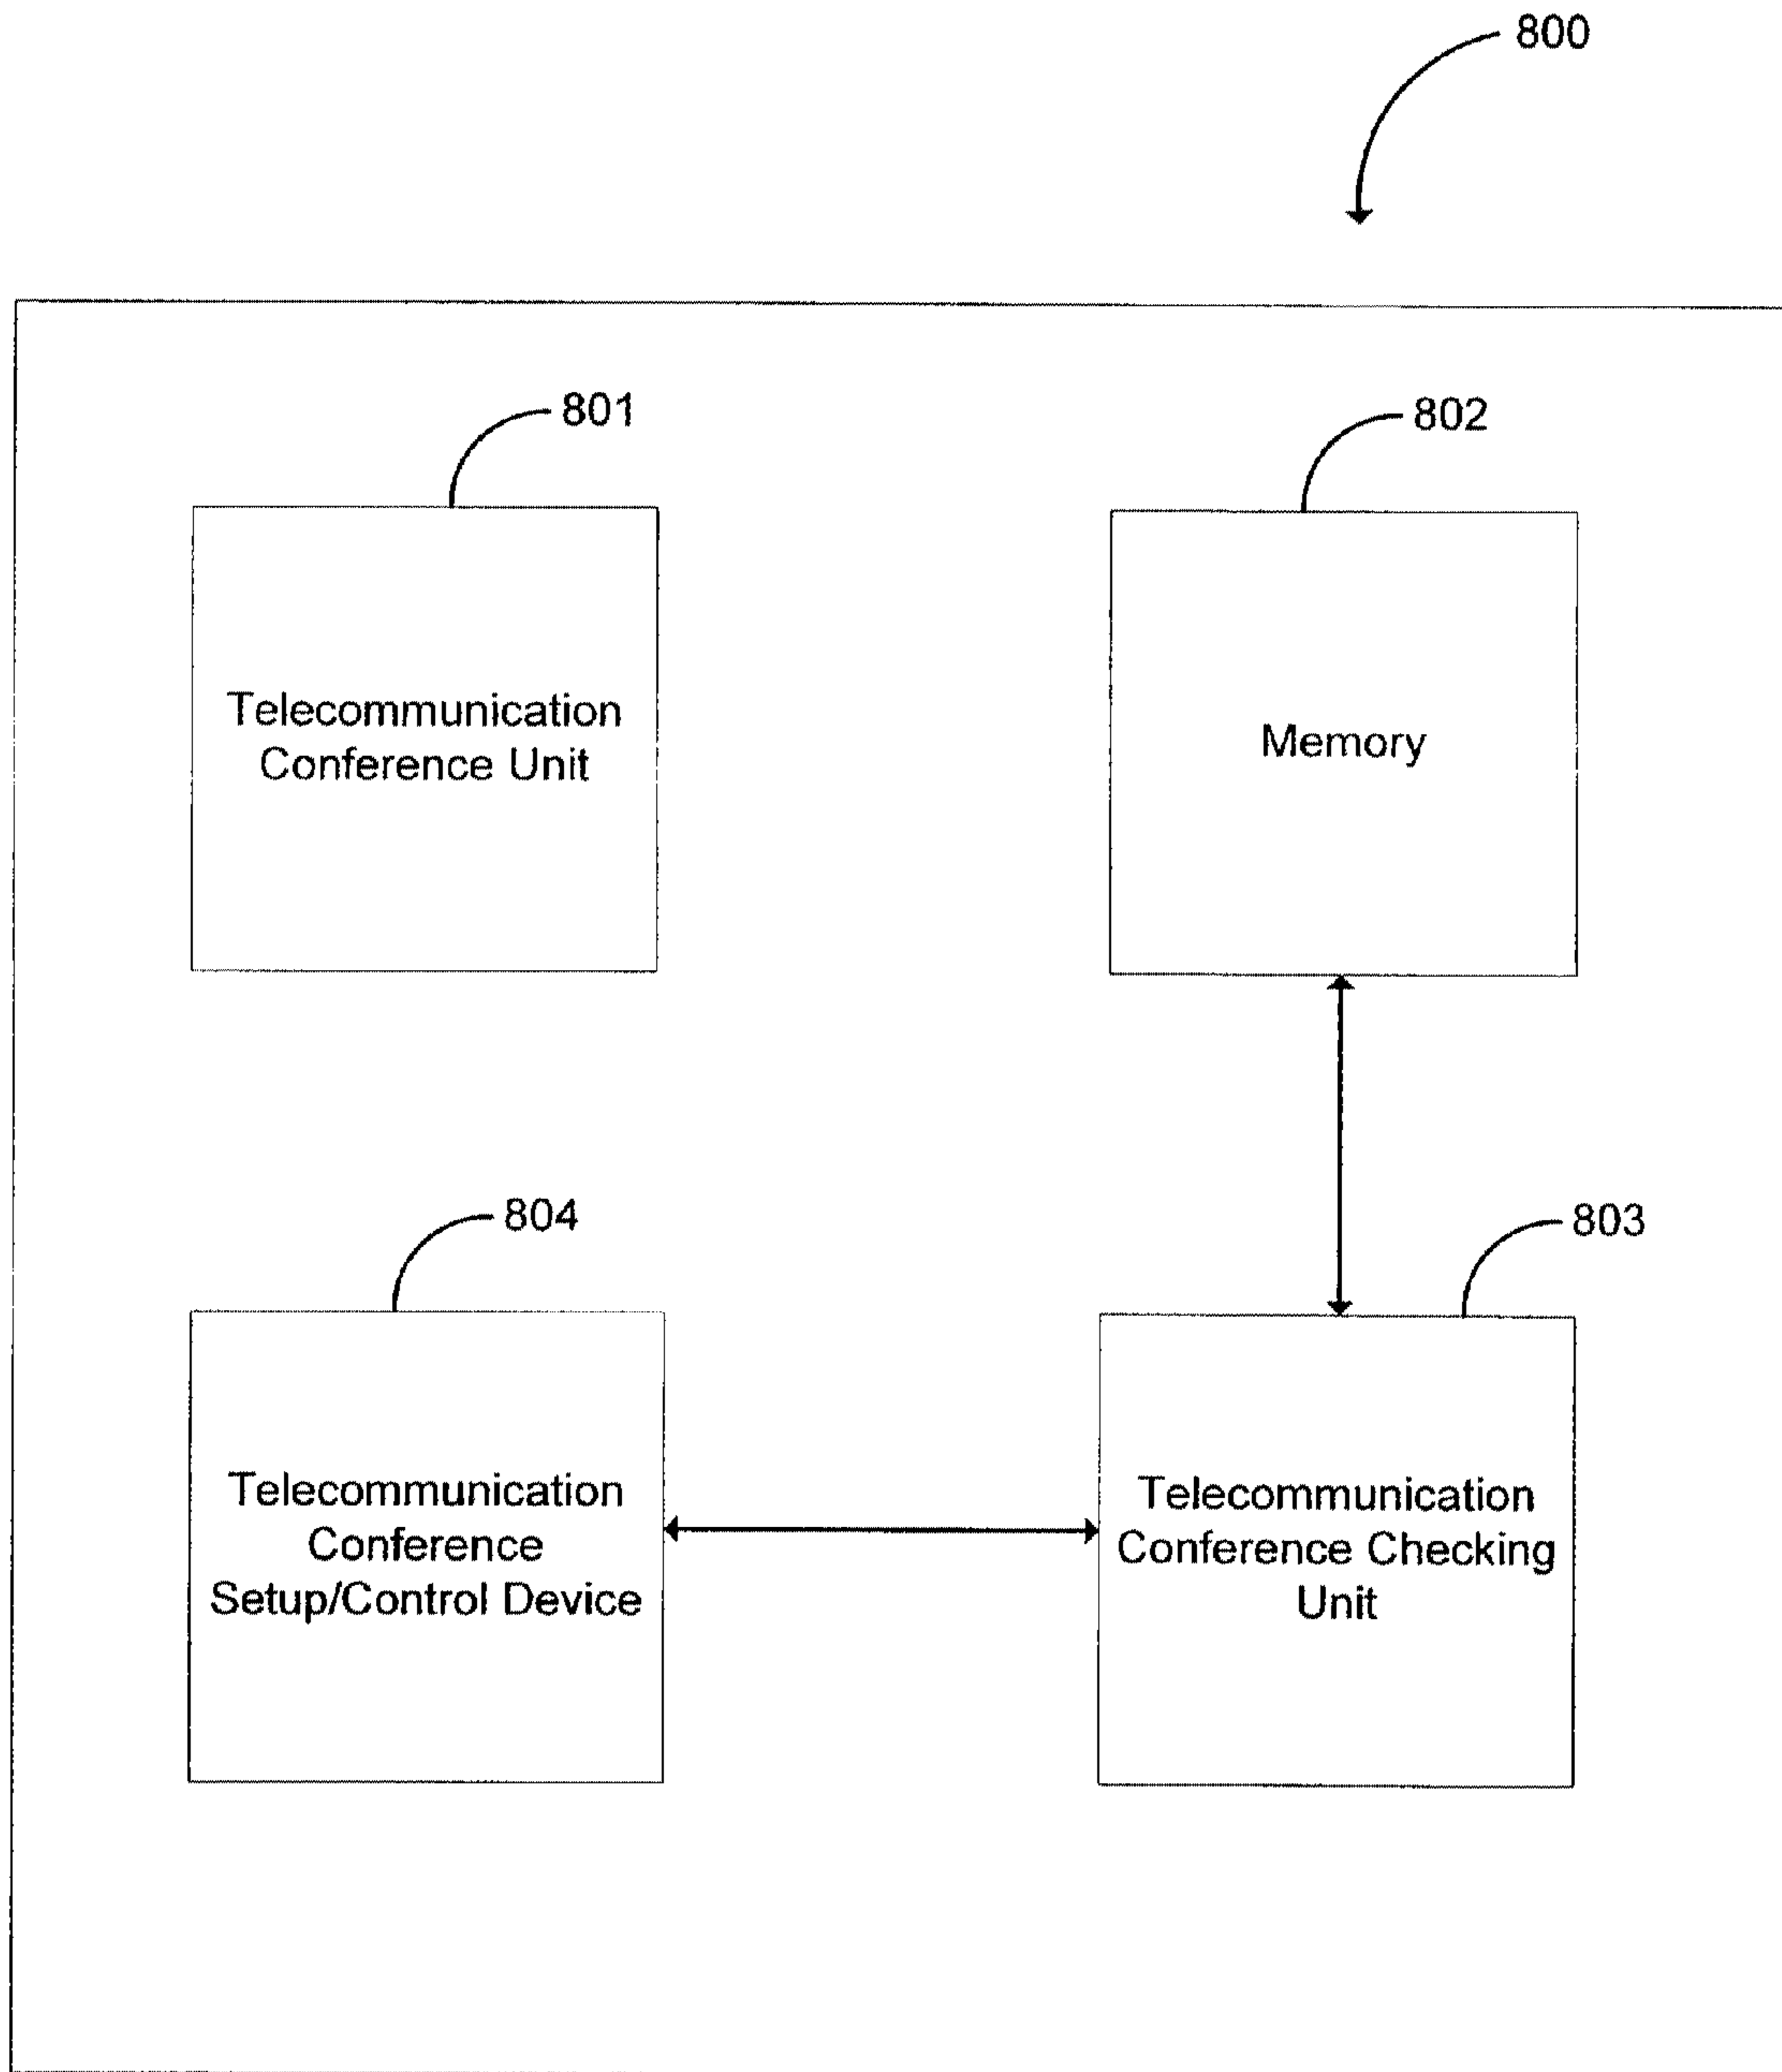 800
801
802
Telecommunication
Conference Unit
Memory
804
803
Telecommunication
Conference
Setup/Control Device
Telecommunication
Conference Checking
Unit